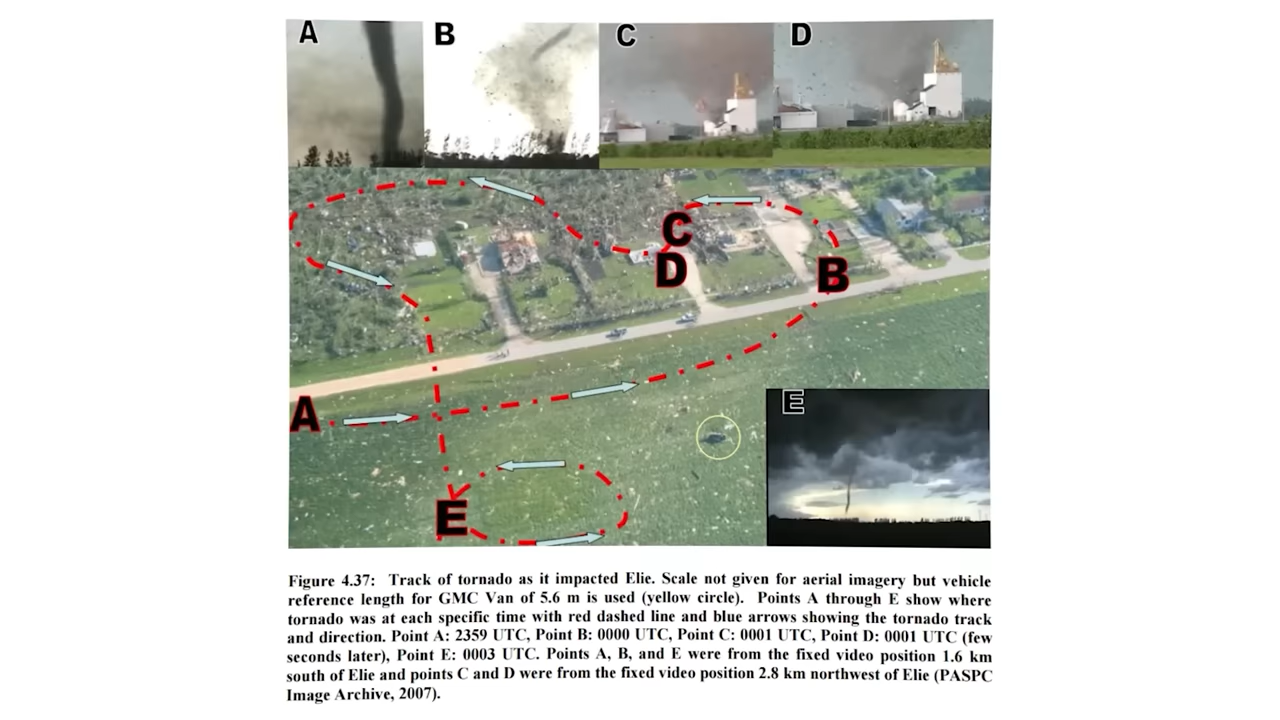 A
B
C
D
C
D
B
A
E
E
Figure 4.37: Track of tornado as it impacted Elie. Scale not given for aerial imagery but vehicle
reference length for GMC Van of 5.6 m is used (yellow circle). Points A through E show where
tornado was at each specific time with red dashed line and blue arrows showing the tornado track
and direction. Point A: 2359 UTC, Point B: 0000 UTC, Point C: 0001 UTC, Point D: 0001 UTC (few
seconds later), Point E: 0003 UTC. Points A, B, and E were from the fixed video position 1.6 km
south of Elie and points C and D were from the fixed video position 2.8 km northwest of Elie (PASPC
Image Archive, 2007).